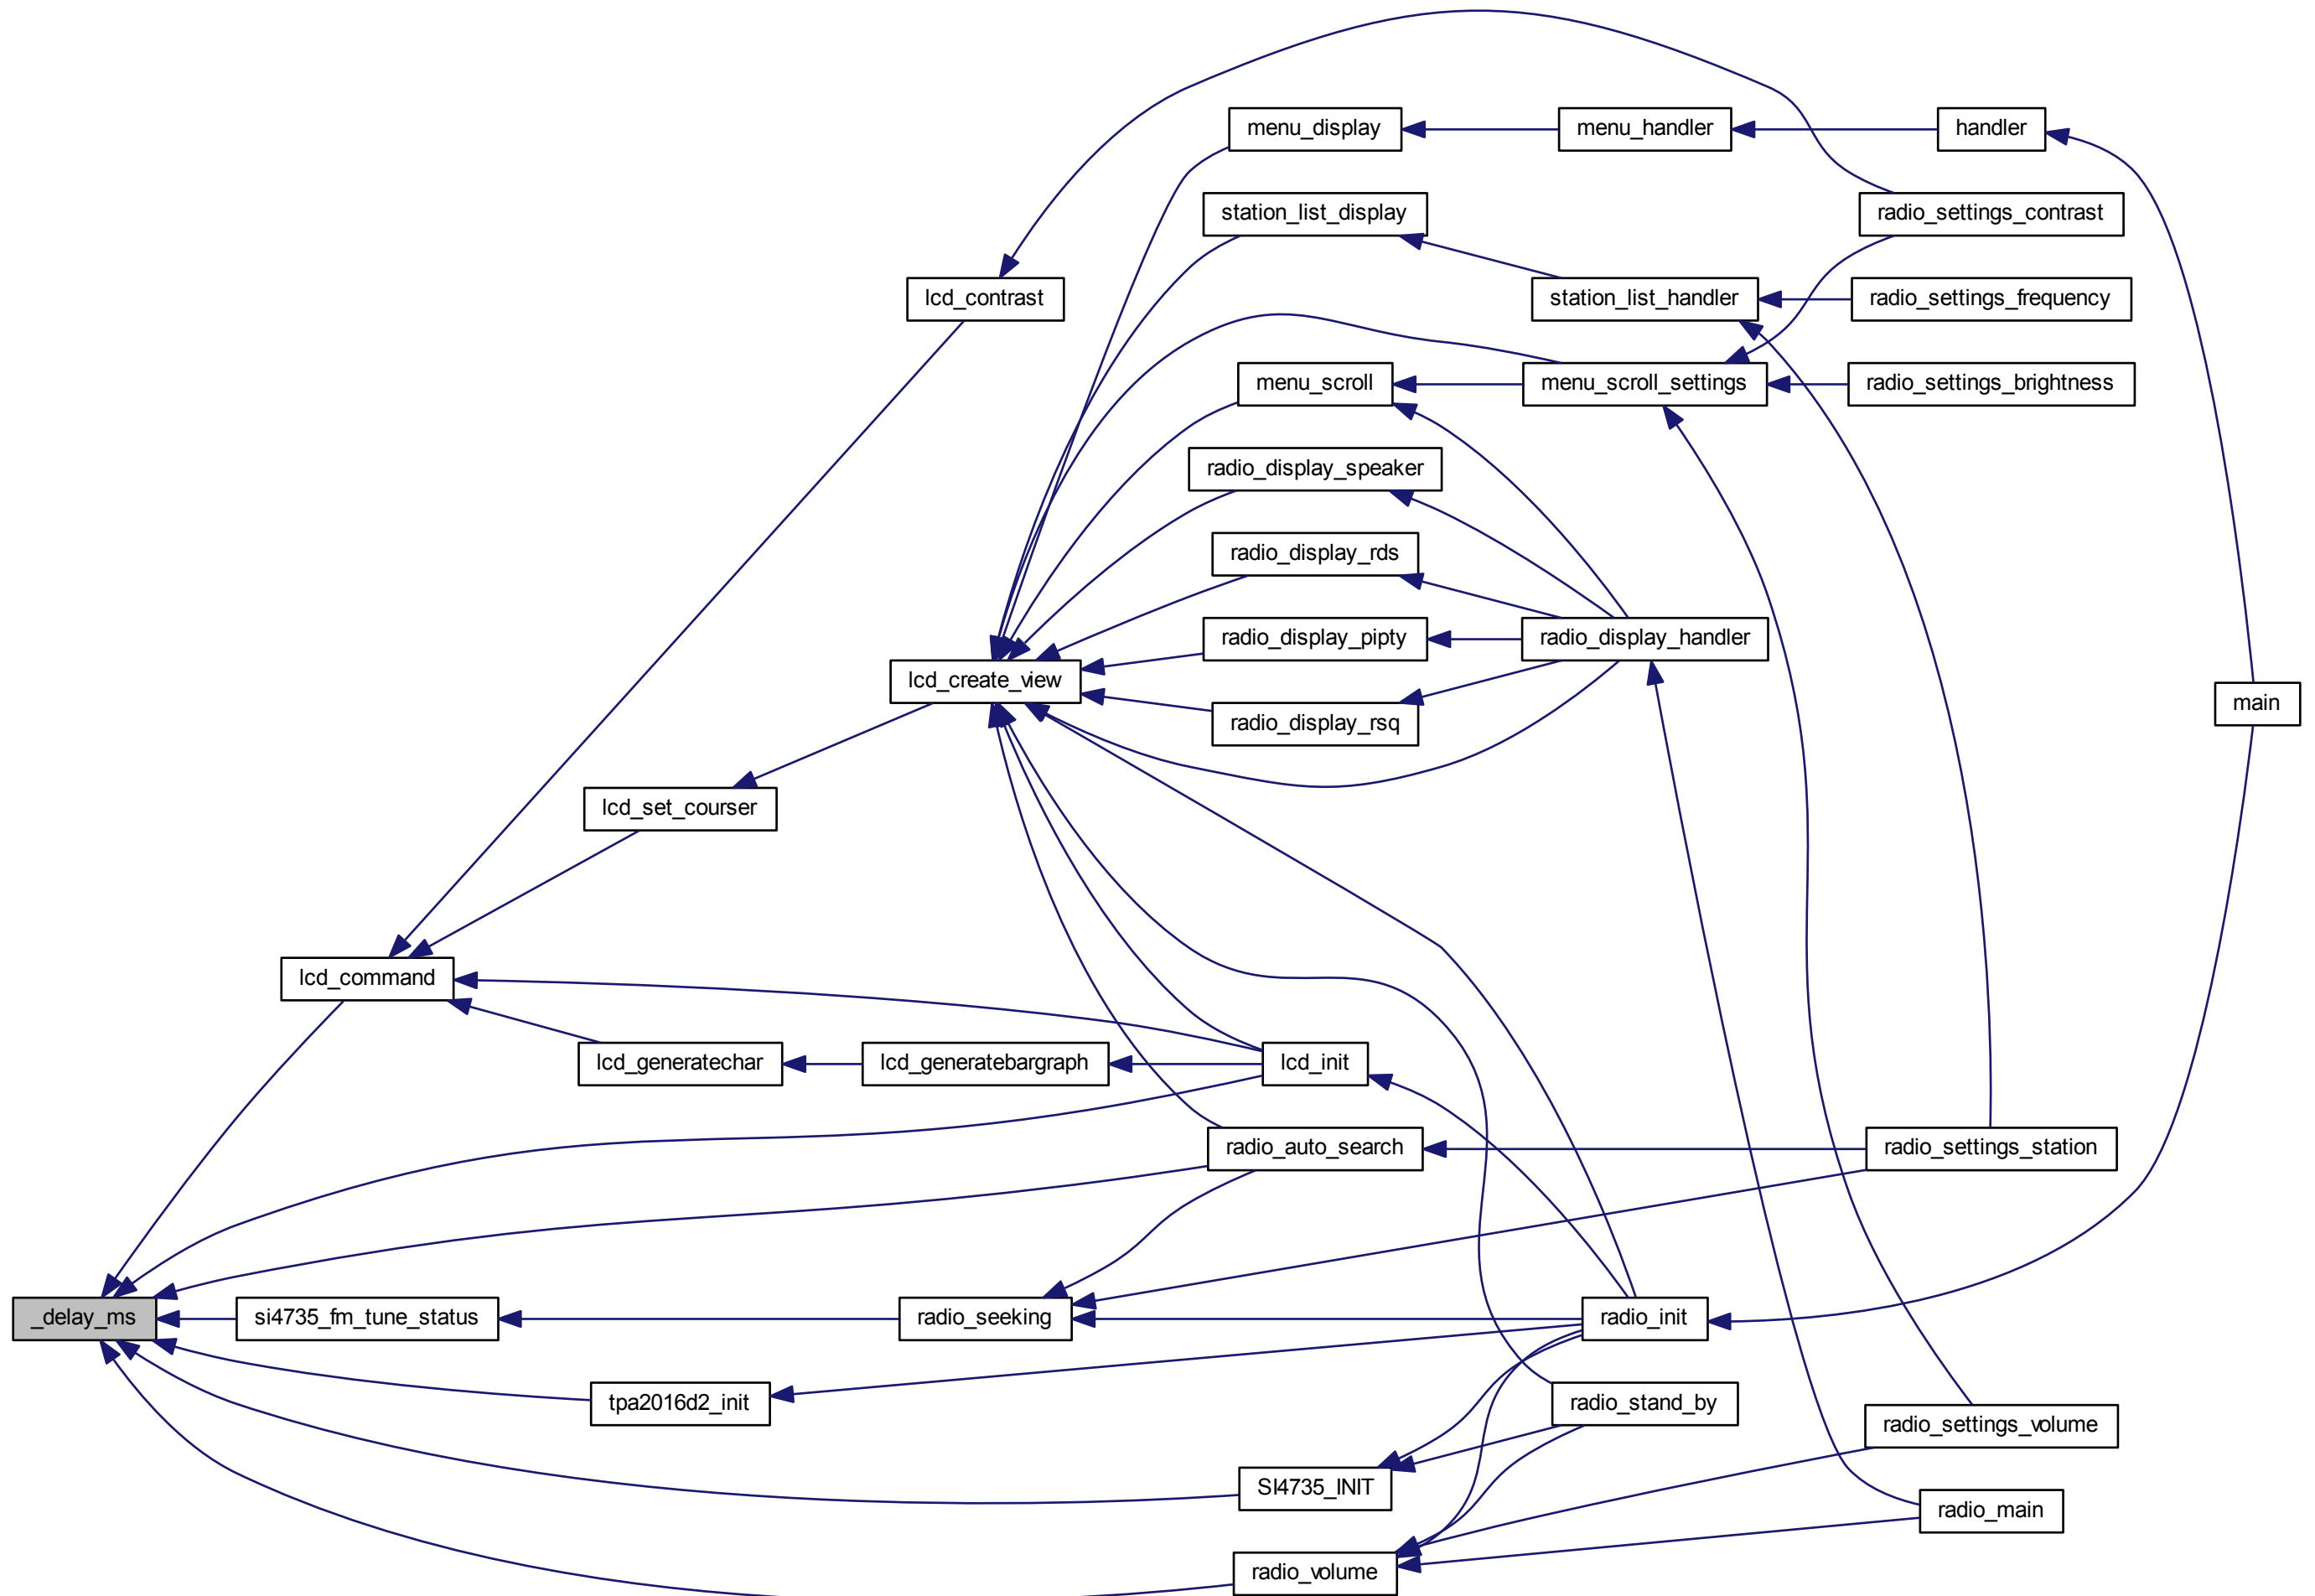 menu_display
menu_handler
handler
station_list_display
radio_settings_contrast
lcd_contrast
station_list_handler
radio_settings_frequency
menu_scroll
menu_scroll_settings
radio_settings_brightness
radio_display_speaker
radio_display_rds
radio_display_pipty
radio_display_handler
lcd_create_view
radio_display_rsq
main
lcd_set_courser
lcd_command
lcd_generatechar
lcd_generatebargraph
lcd_init
radio_auto_search
radio_settings_station
_delay_ms
si4735_fm_tune_status
radio_seeking
radio_init
tpa2016d2_init
radio_stand_by
radio_settings_volume
SI4735_INIT
radio_main
radio_volume